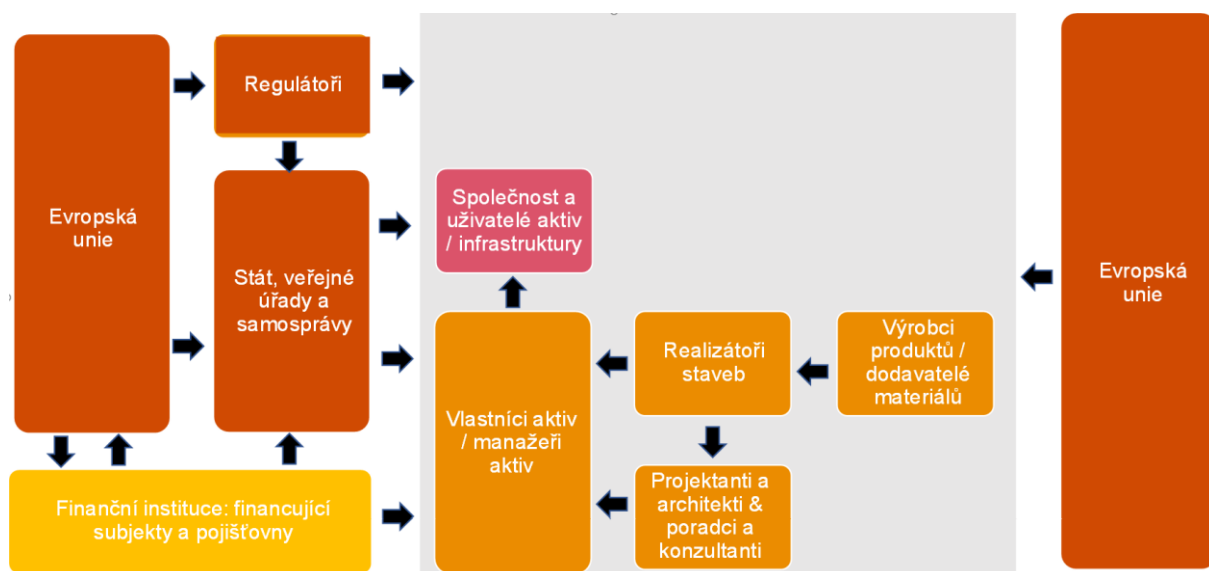 Regulátoři
Evropská
unie
Stát, veřejné
úřady a
samosprávy
Finanční instituce: financující
subjekty a pojišťovny
Společnost a
uživatelé aktiv
/ infrastruktury
Vlastníci aktiv
/ manažeři
aktiv
Realizátoři
staveb
Projektanti a
architekti &
poradci a
konzultanti
Výrobci
produktů /
dodavatelé
materiálů
Evropská
unie